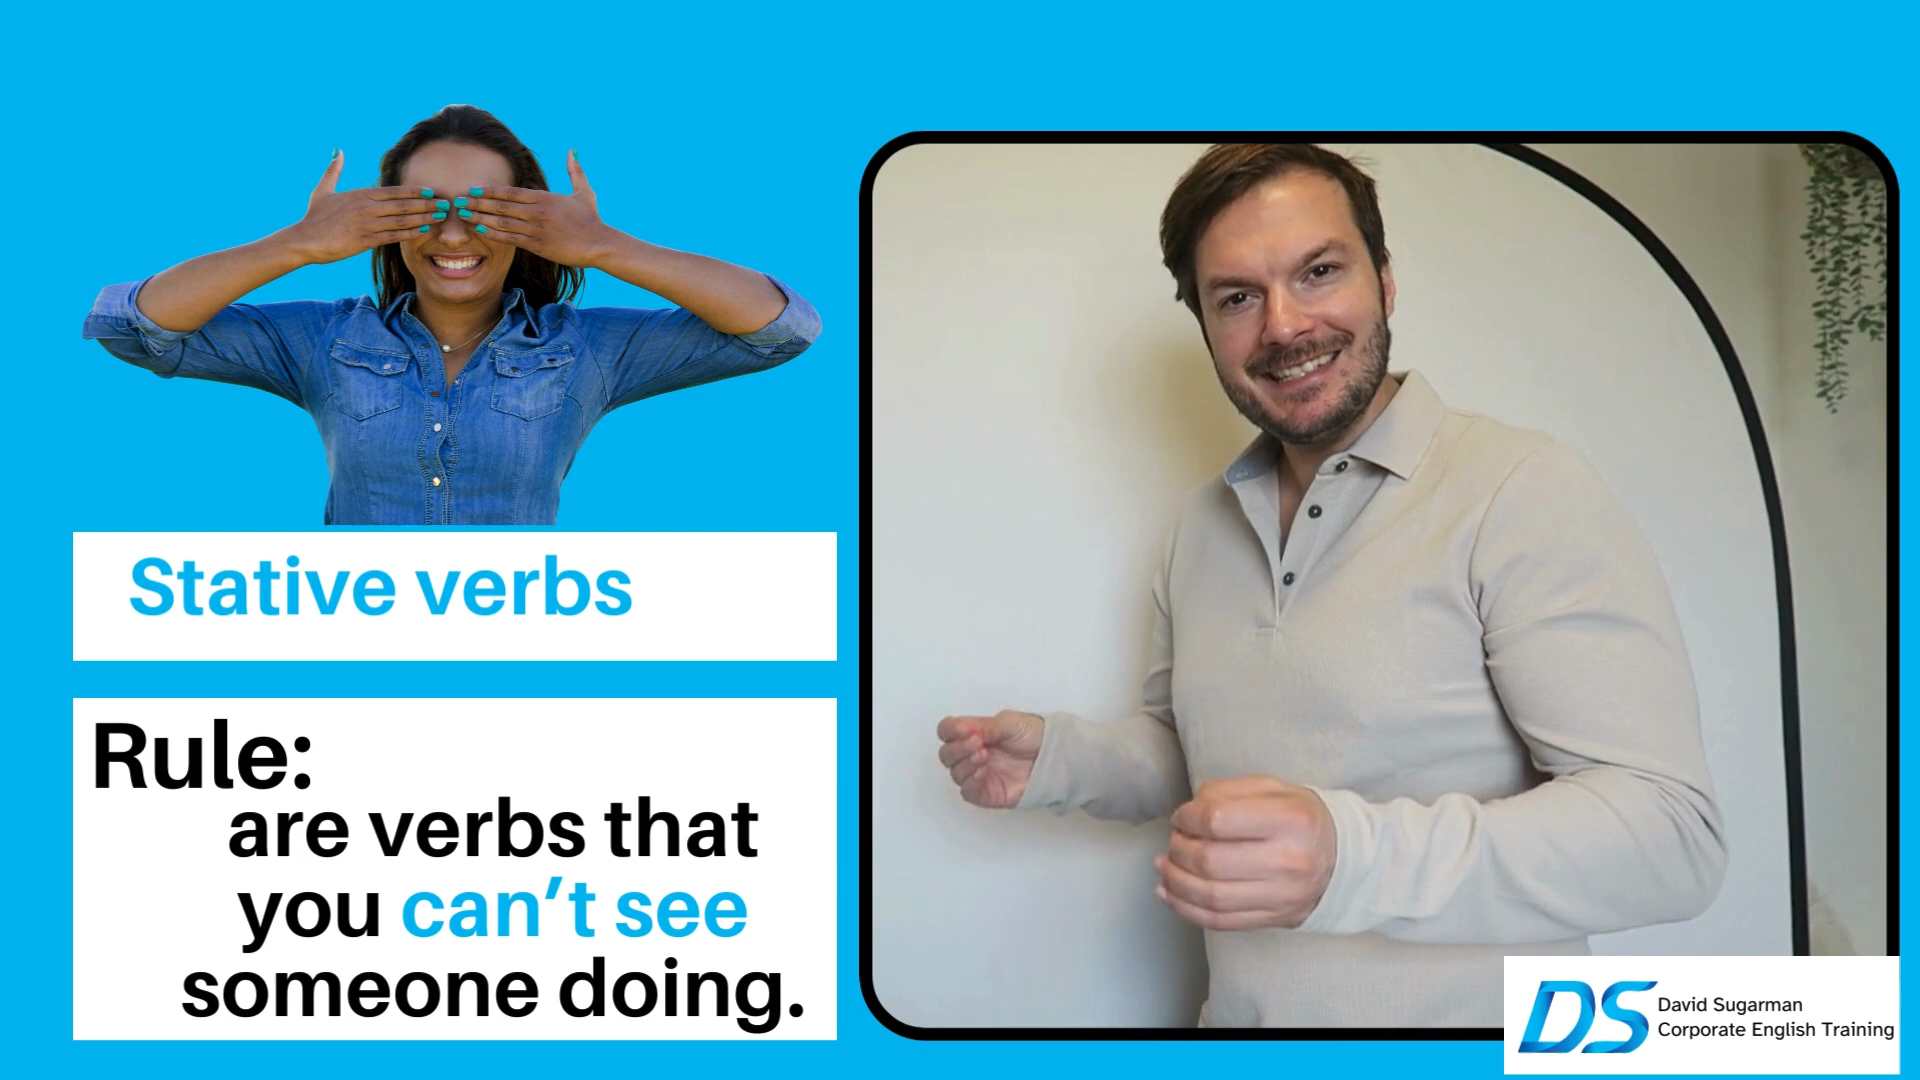 Stative verbs
Rule:
are verbs that
you can’t see
someone doing.
DS
David Sugarman
Corporate English Training